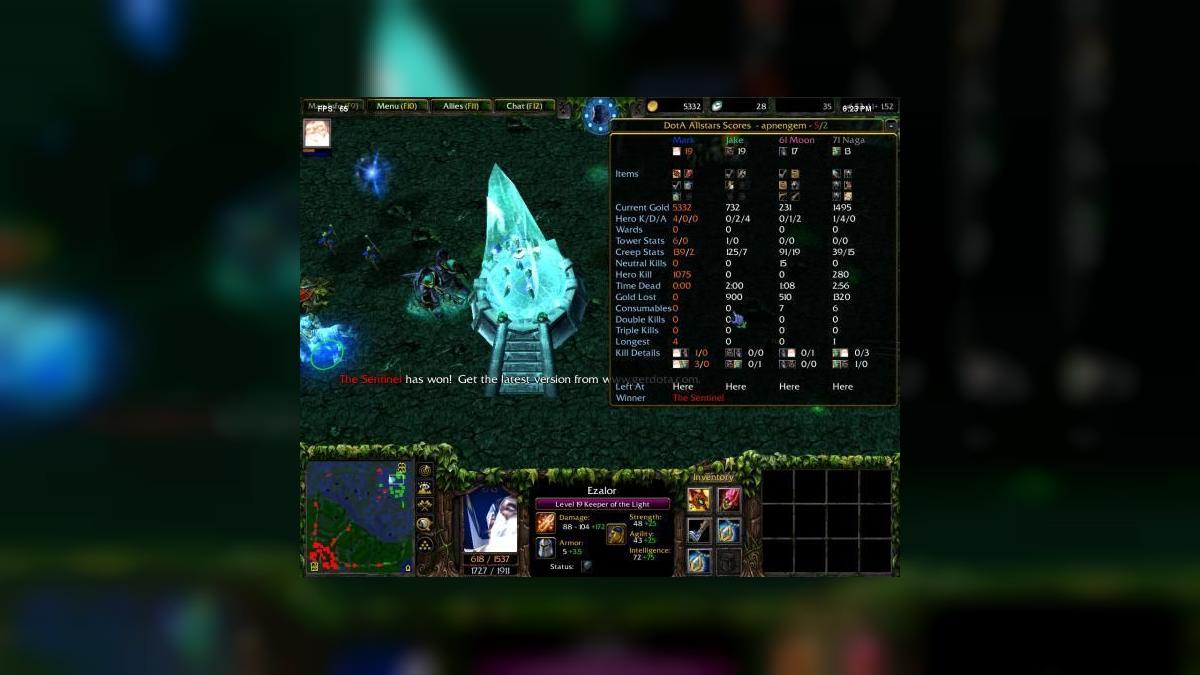 FPS: 65
Menu (F10)
Allies (F11)
Chat (F12)
5332
28
35
6:23 PM
152
DotA Allstars Scores - apnengem - 5/2
Mark Jake 61 Moon 71 Naga
19 19 17 13
Items
Current Gold 5332 732 231 1495
Hero K/D/A 4/0/0 0/2/4 0/1/2 1/4/0
Wards 0 0 0 0
Tower Stats 6/0 1/0 0/0 0/0
Creep Stats 139/2 125/7 91/19 39/15
Neutral Kills 0 0 15 0
Hero Kill 1075 0 0 280
Time Dead 0:00 2:00 1:08 2:56
Gold Lost 0 900 510 1320
Consumables 0 0 7 6
Double Kills 0 0 0 0
Triple Kills 0 0 0 0
Longest 4 0 0 1
Kill Details 1/0 0/0 0/1 0/3
3/0 0/1 0/0 1/0
The Sentinel has won! Get the latest version from www.getdota.com
Left At Here Here Here Here
Winner The Sentinel
Ezalor
Level 19 Keeper of the Light
Damage:
88 - 104 +172
Armor:
5 +3.5
Status:
Strength:
48 +25
Agility:
43 +25
Intelligence:
72 +75
618 / 1537
1727 / 1911
Inventory